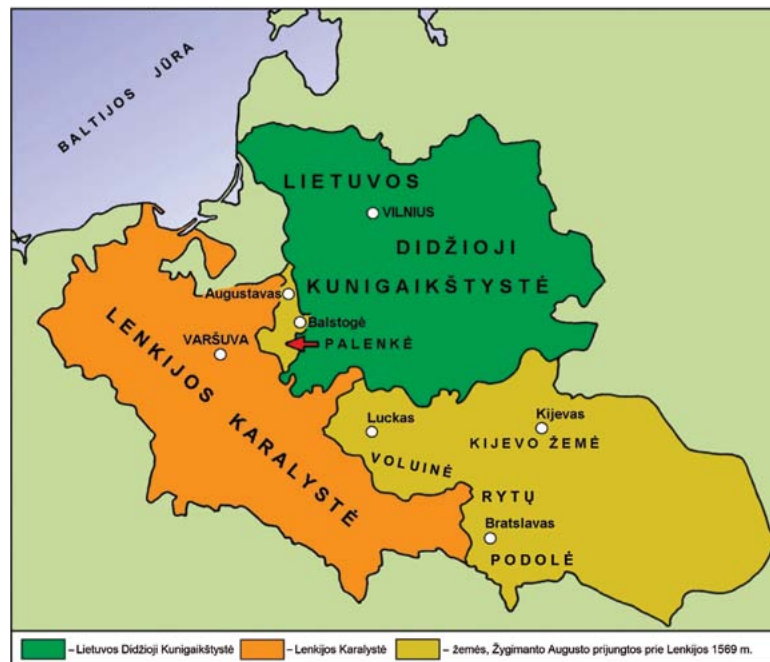 BALTIJOS JŪRA
LIETUVOS
VILNIUS
DIDŽIOJI
KUNIGAIKŠTYSTĖ
Augustavas
Balstogė
VARŠUVA
PALENKĖ
LENKIJOS KARALYSTĖ
Luckas
Kijevas
VOLUINĖ
KIJEVO ŽEMĖ
RYTŲ
Bratslavas
PODOLĖ
– Lietuvos Didžioji Kunigaikštystė
– Lenkijos Karalystė
– žemės, Žygimanto Augusto prijungtos prie Lenkijos 1569 m.